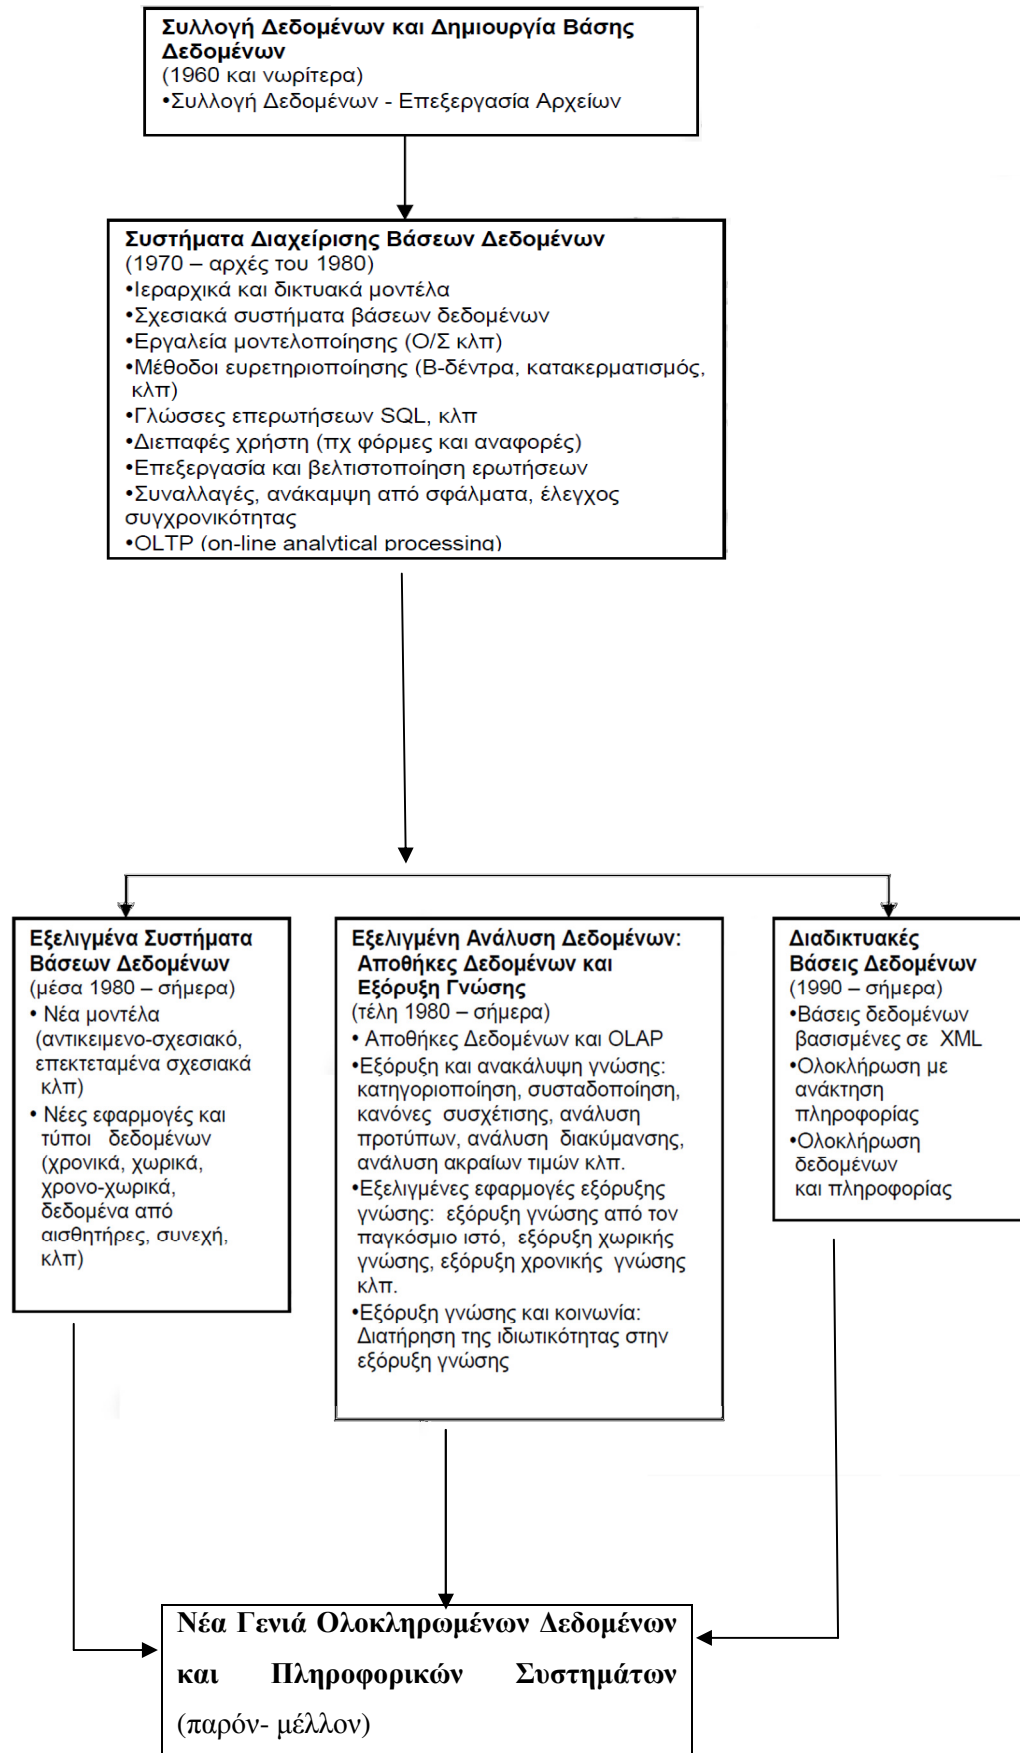 Συλλογή Δεδομένων και Δημιουργία Βάσης
Δεδομένων
(1960 και νωρίτερα)
•Συλλογή Δεδομένων - Επεξεργασία Αρχείων
Συστήματα Διαχείρισης Βάσεων Δεδομένων
(1970 – αρχές του 1980)
•Ιεραρχικά και δικτυακά μοντέλα
•Σχεσιακά συστήματα βάσεων δεδομένων
•Εργαλεία μοντελοποίησης (Ο/Σ κλπ)
•Μέθοδοι ευρετηριοποίησης (Β-δέντρα, κατακερματισμός,
κλπ)
•Γλώσσες επερωτήσεων SQL, κλπ
•Διεπαφές χρήστη (πχ φόρμες και αναφορές)
•Επεξεργασία και βελτιστοποίηση ερωτήσεων
•Συναλλαγές, ανάκαμψη από σφάλματα, έλεγχος
συγχρονικότητας
•OLTP (on-line analytical processing)
Εξελιγμένα Συστήματα
Βάσεων Δεδομένων
(μέσα 1980 – σήμερα)
• Νέα μοντέλα
(αντικειμενο-σχεσιακό,
επεκτεταμένα σχεσιακά
κλπ)
• Νέες εφαρμογές και
τύποι δεδομένων
(χρονικά, χωρικά,
χρονο-χωρικά,
δεδομένα από
αισθητήρες, συνεχή,
κλπ)
Εξελιγμένη Ανάλυση Δεδομένων:
Αποθήκες Δεδομένων και
Εξόρυξη Γνώσης
(τέλη 1980 – σήμερα)
• Αποθήκες Δεδομένων και OLAP
•Εξόρυξη και ανακάλυψη γνώσης:
κατηγοριοποίηση, συσταδοποίηση,
κανόνες συσχέτισης, ανάλυση
προτύπων, ανάλυση διακύμανσης,
ανάλυση ακραίων τιμών κλπ.
•Εξελιγμένες εφαρμογές εξόρυξης
γνώσης: εξόρυξη γνώσης από τον
παγκόσμιο ιστό, εξόρυξη χωρικής
γνώσης, εξόρυξη χρονικής γνώσης
κλπ.
•Εξόρυξη γνώσης και κοινωνία:
Διατήρηση της ιδιωτικότητας στην
εξόρυξη γνώσης
Διαδικτυακές
Βάσεις Δεδομένων
(1990 – σήμερα)
•Βάσεις δεδομένων
βασισμένες σε XML
•Ολοκλήρωση με
ανάκτηση
πληροφορίας
•Ολοκλήρωση
δεδομένων
και πληροφορίας
Νέα Γενιά Ολοκληρωμένων Δεδομένων
και Πληροφορικών Συστημάτων
(παρόν- μέλλον)